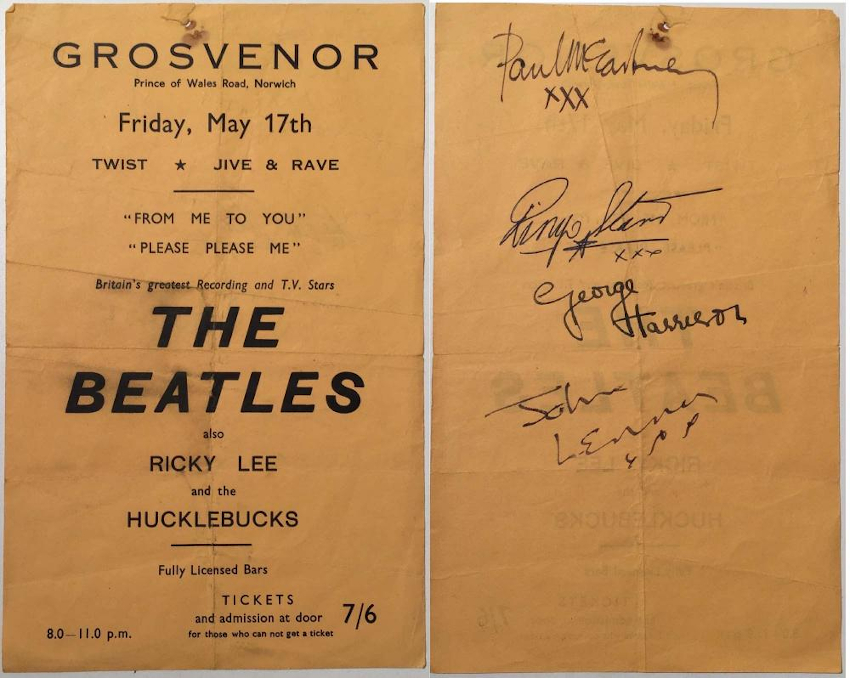 GROSVENOR
Prince of Wales Road, Norwich
Friday, May 17th
TWIST ★ JIVE & RAVE
"FROM ME TO YOU"
"PLEASE PLEASE ME"
Britain's greatest Recording and T.V. Stars
THE
BEATLES
also
RICKY LEE
and the
HUCKLEBUCKS
Fully Licensed Bars
8.0—11.0 p.m.
TICKETS
and admission at door
for those who can not get a ticket
7/6
Paul McCartney
XXX
Ringo Starr
xxx
George
Harrison
John
Lennon